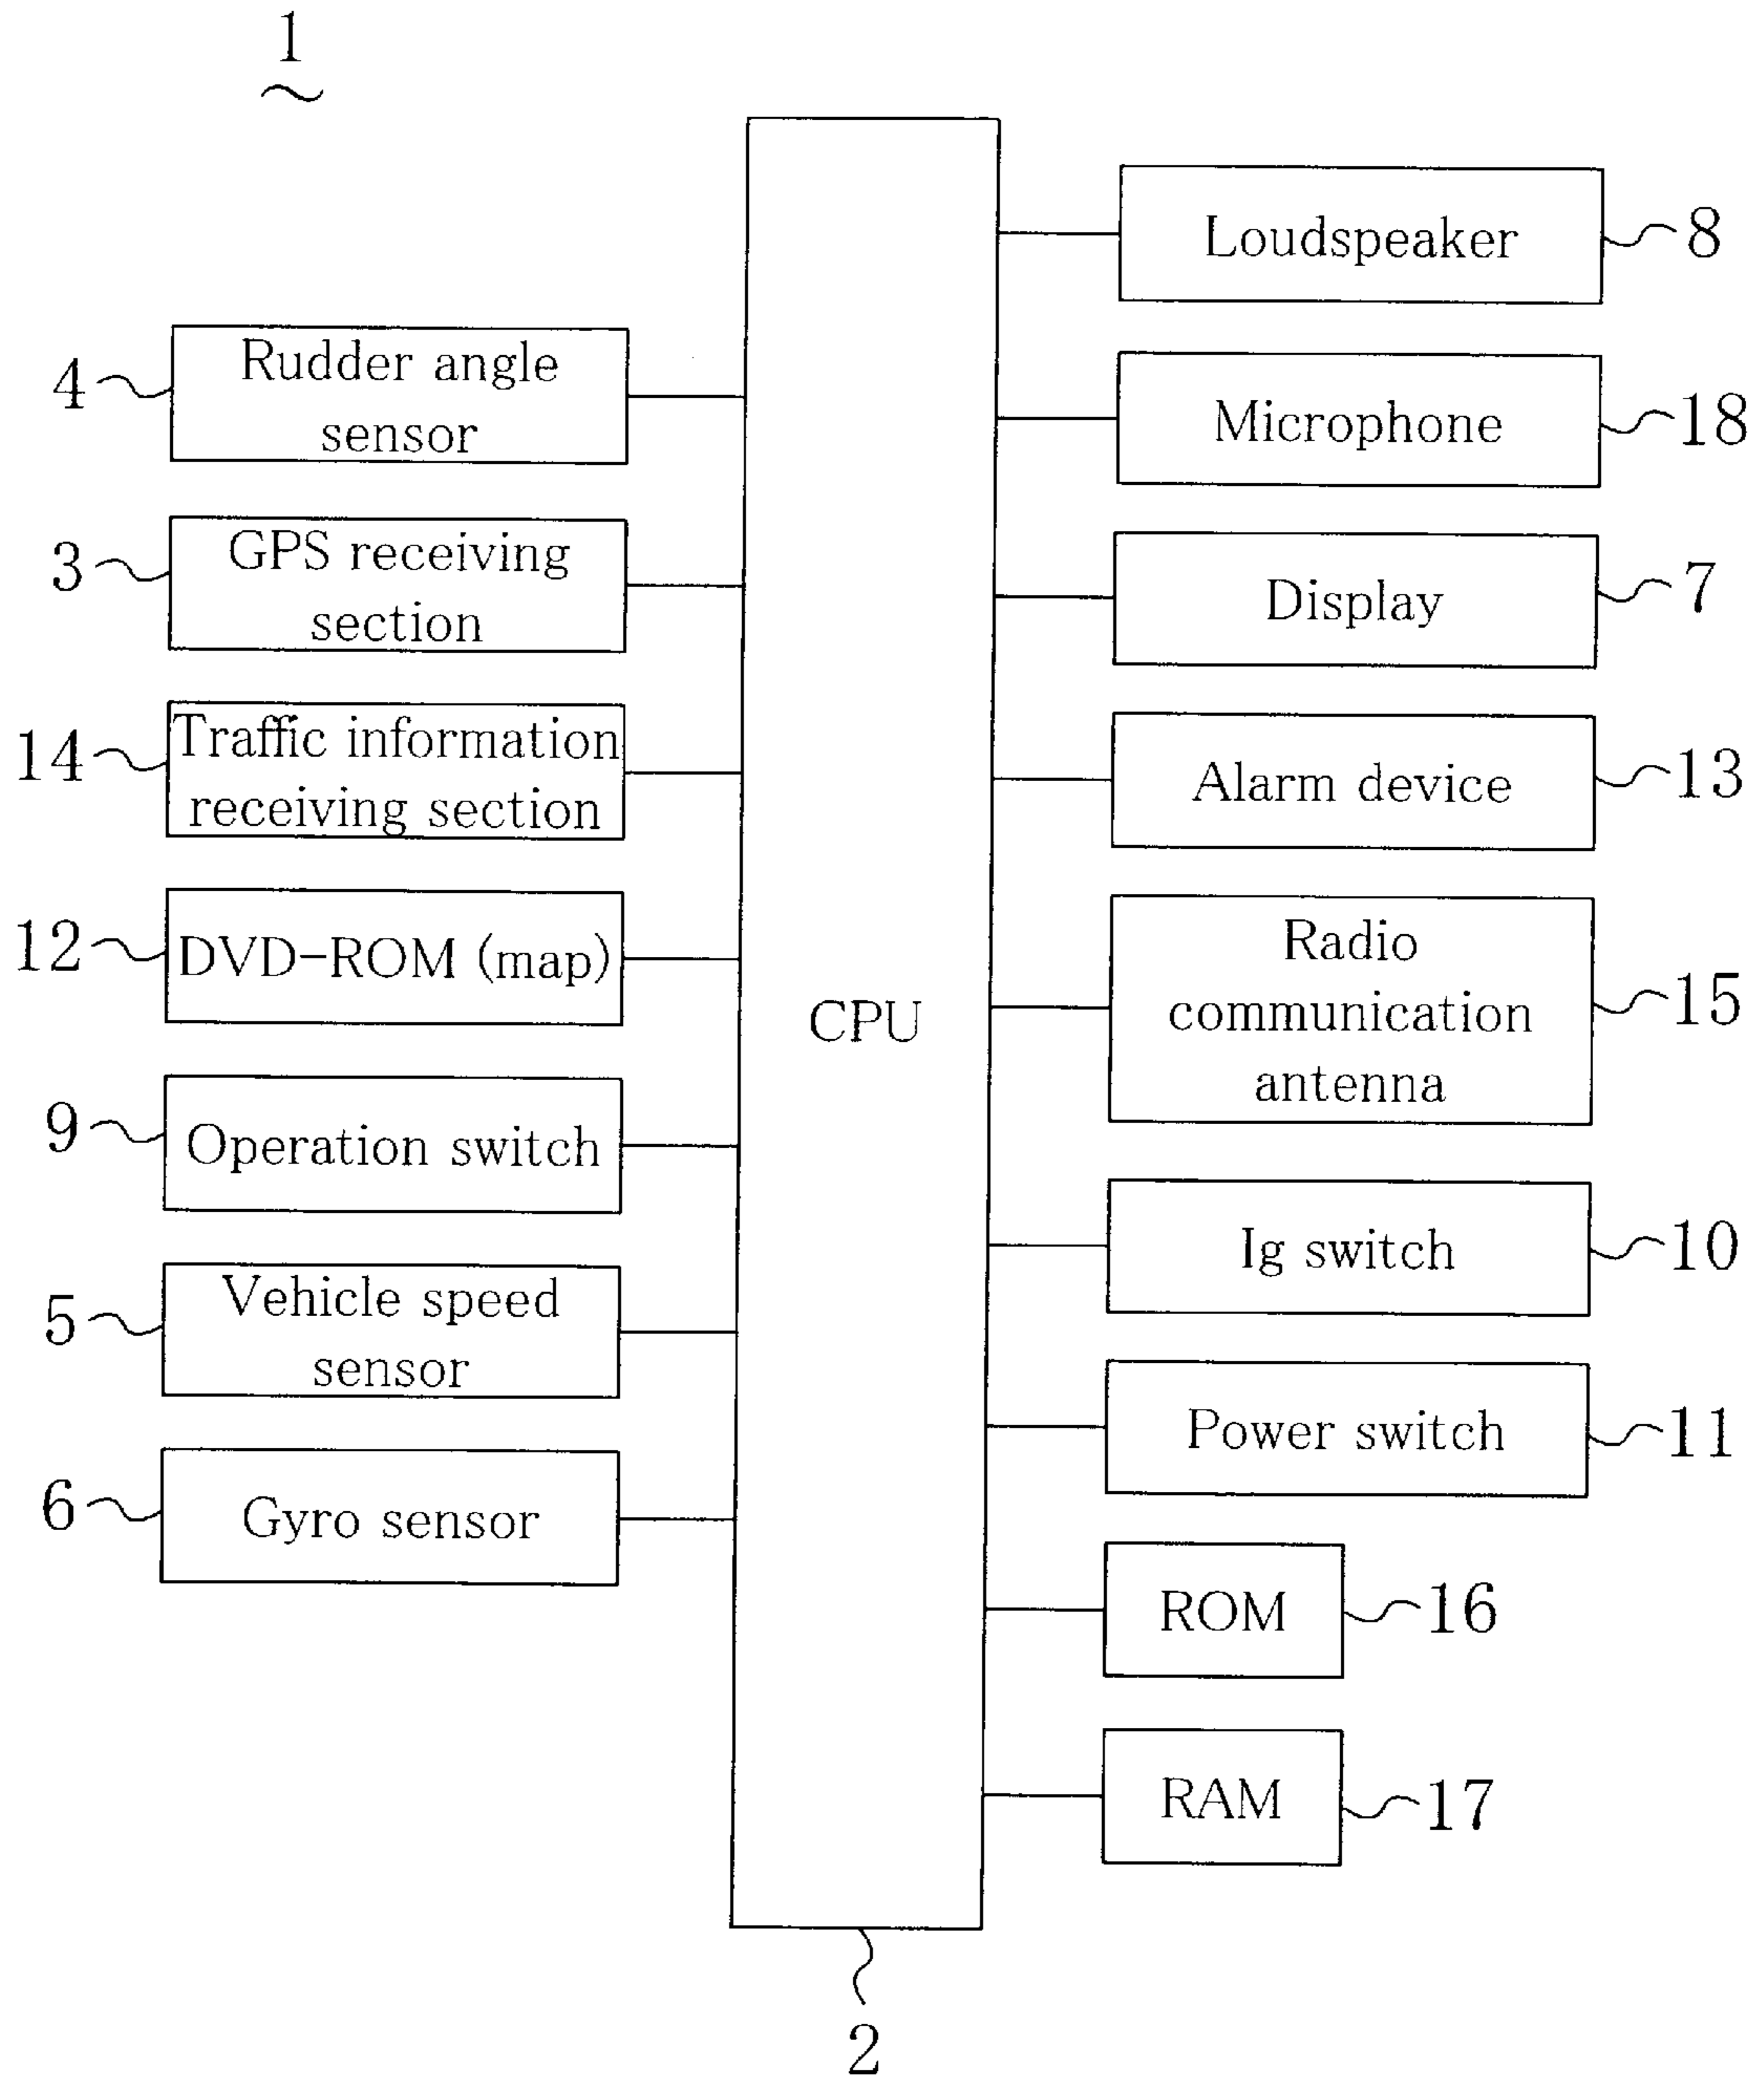 1
Loudspeaker
8
4
Rudder angle
sensor
Microphone
18
3
GPS receiving
section
Display
7
14
Traffic information
receiving section
Alarm device
13
12
DVD-ROM (map)
CPU
Radio
communication
antenna
15
9
Operation switch
Ig switch
10
5
Vehicle speed
sensor
Power switch
11
6
Gyro sensor
ROM
16
RAM
17
2